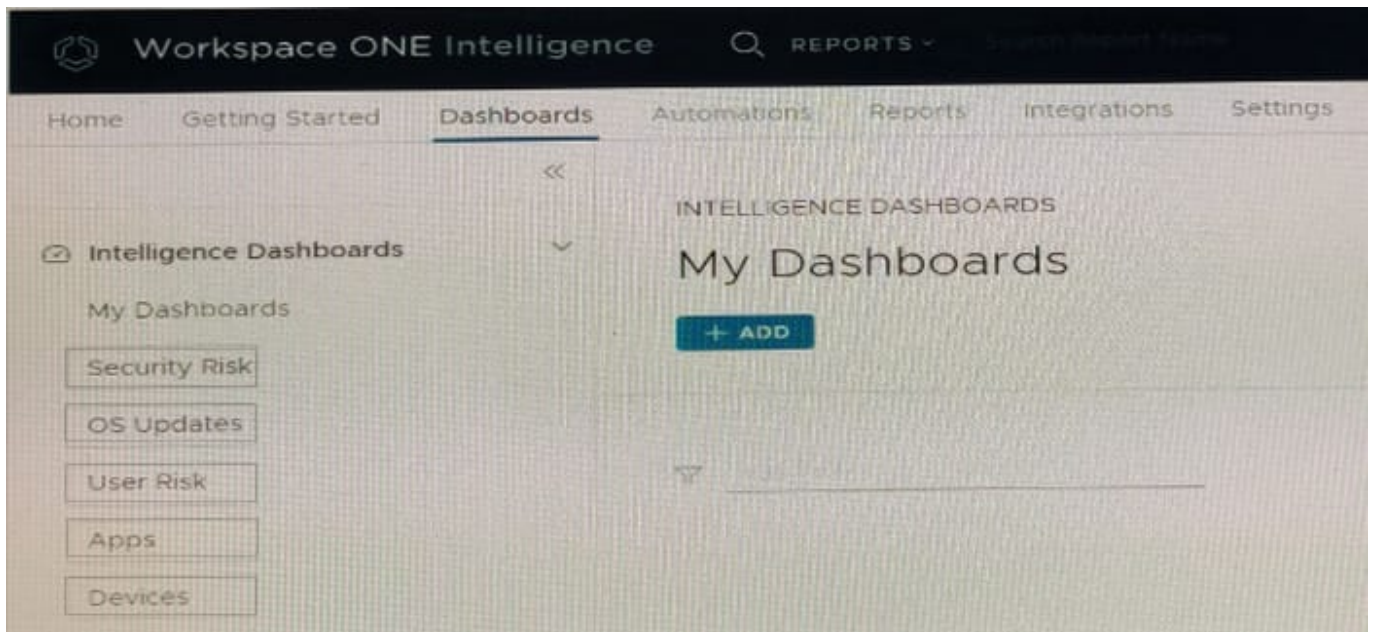 Workspace ONE Intelligence REPORTS
Home Getting Started Dashboards Automations Reports Integrations Settings
Intelligence Dashboards
My Dashboards
Security Risk
OS Updates
User Risk
Apps
Devices
INTELLIGENCE DASHBOARDS
My Dashboards
+ ADD